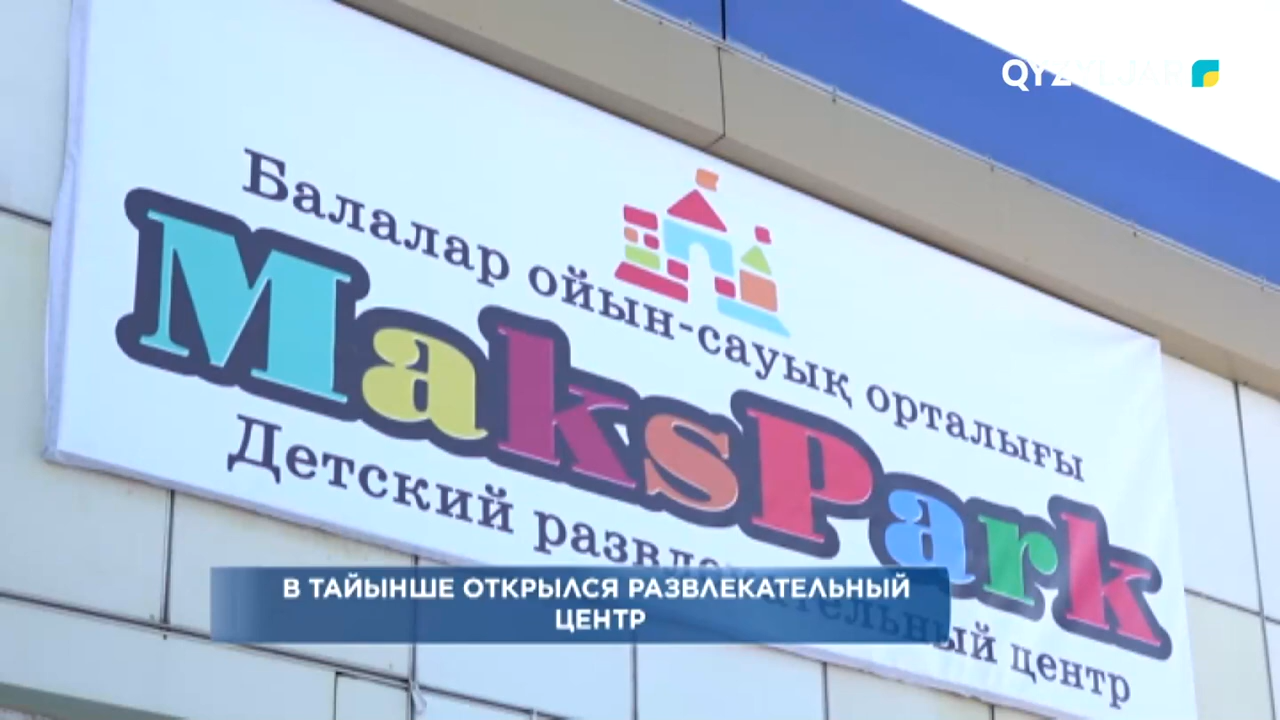 QYZYLJAR
Балалар ойын-сауық орталығы
MaksPark
Детский развлекательный центр
В ТАЙЫНШЕ ОТКРЫЛСЯ РАЗВЛЕКАТЕЛЬНЫЙ
ЦЕНТР